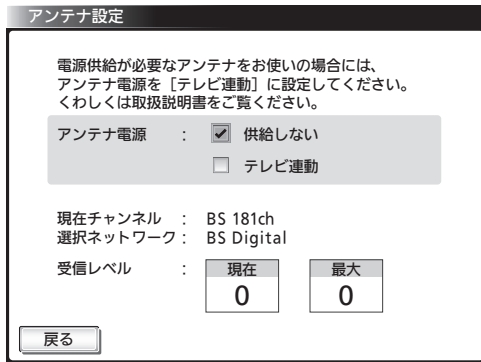 アンテナ設定
電源供給が必要なアンテナをお使いの場合には、
アンテナ電源を［テレビ連動］に設定してください。
くわしくは取扱説明書をご覧ください。
アンテナ電源 : 供給しない
テレビ連動
現在チャンネル : BS 181ch
選択ネットワーク : BS Digital
受信レベル : 現在 最大
0 0
戻る